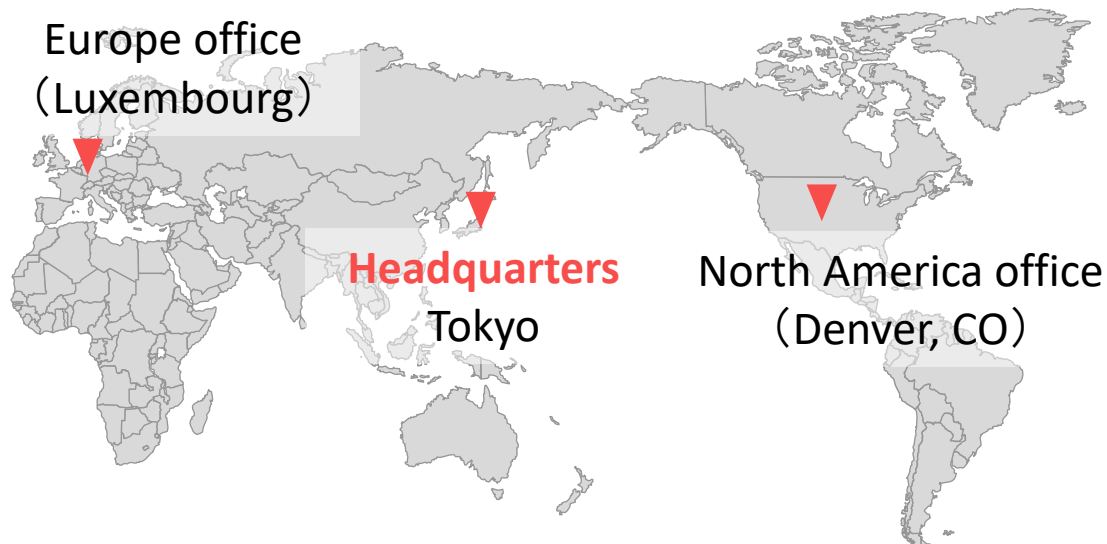 Europe office
（Luxembourg）
Headquarters
Tokyo
North America office
（Denver, CO）